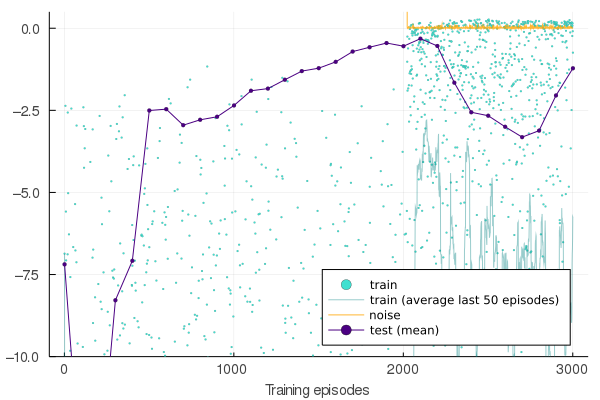 0.0
−2.5
−5.0
−7.5
−10.0
train
train (average last 50 episodes)
noise
test (mean)
0
1000
2000
3000
Training episodes